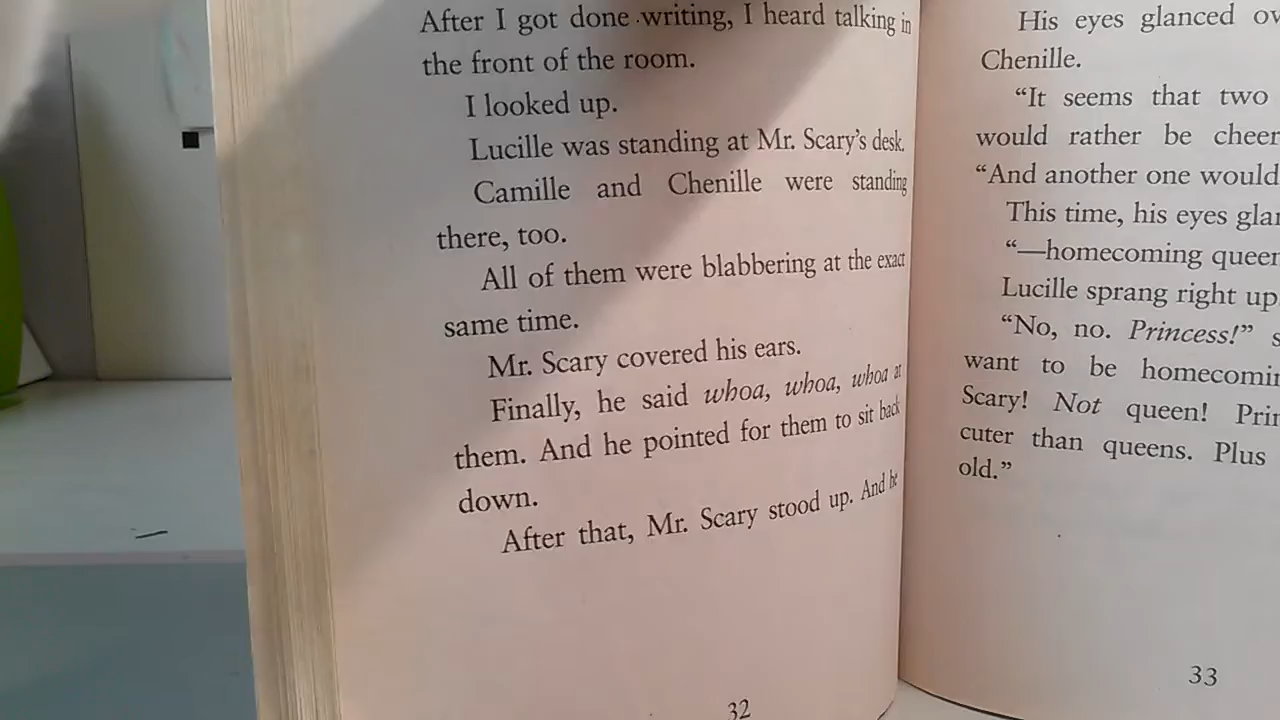 After I got done writing, I heard talking in
the front of the room.
I looked up.
Lucille was standing at Mr. Scary's desk.
Camille and Chenille were standing
there, too.
All of them were blabbering at the exact
same time.
Mr. Scary covered his ears.
Finally, he said whoa, whoa, whoa at
them. And he pointed for them to sit back
down.
After that, Mr. Scary stood up. And he
32
His eyes glanced
Chenille.
“It seems that two
would rather be
“And another one would
This time, his eyes
“—homecoming
Lucille sprang right up
“No, no. Princess!”
want to be
Scary! Not queen!
cuter than queens. Plus
old.”
33